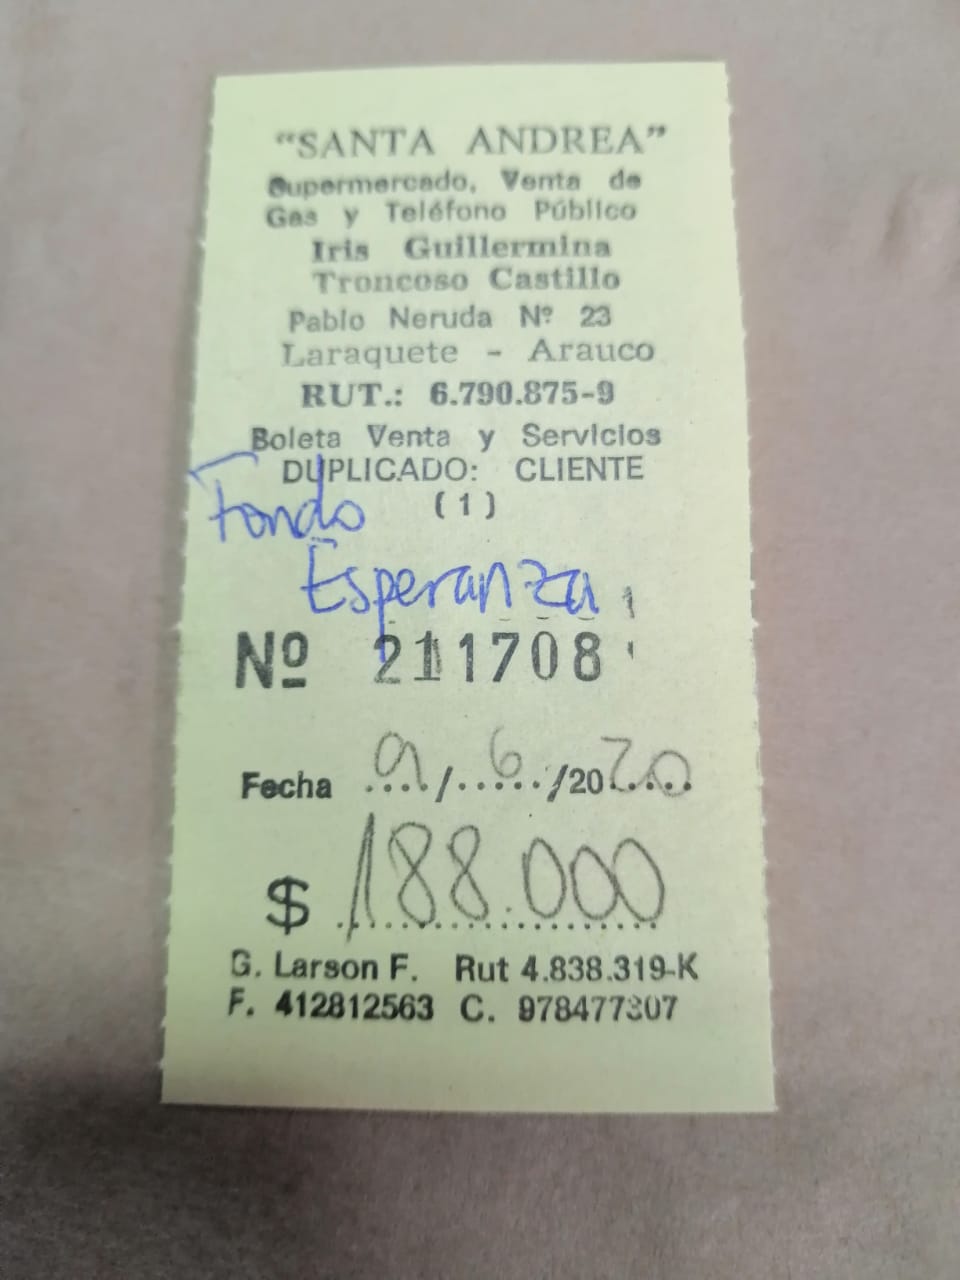 “SANTA ANDREA”
Supermercado, Venta de
Gas y Teléfono Público
Iris Guillermina
Troncoso Castillo
Pablo Neruda Nº 23
Laraquete - Arauco
RUT.: 6.790.875-9
Boleta Venta y Servicios
DUPLICADO: CLIENTE
(1)
Fondo
Esperanza
Nº 211708
Fecha 9/6/2020
$ 188.000
G. Larson F. Rut 4.838.319-K
F. 412812563 C. 978477307